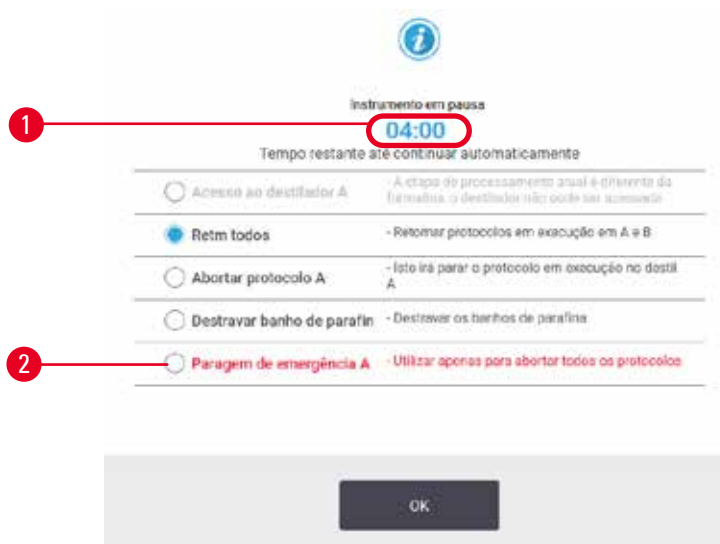 Instrumento em pausa
1
04:00
Tempo restante até continuar automaticamente
Acesso ao destilador A
- A etapa de processamento atual é diferente da
formalina, o destilador não pode ser acessado
Retm todos
- Retomar protocolos em execução em A e B
Abortar protocolo A
- Isto irá parar o protocolo em execução no destil
A
Destravar banho de parafin
- Destravar os banhos de parafina
2
Paragem de emergência A
- Utilizar apenas para abortar todos os protocolos
OK